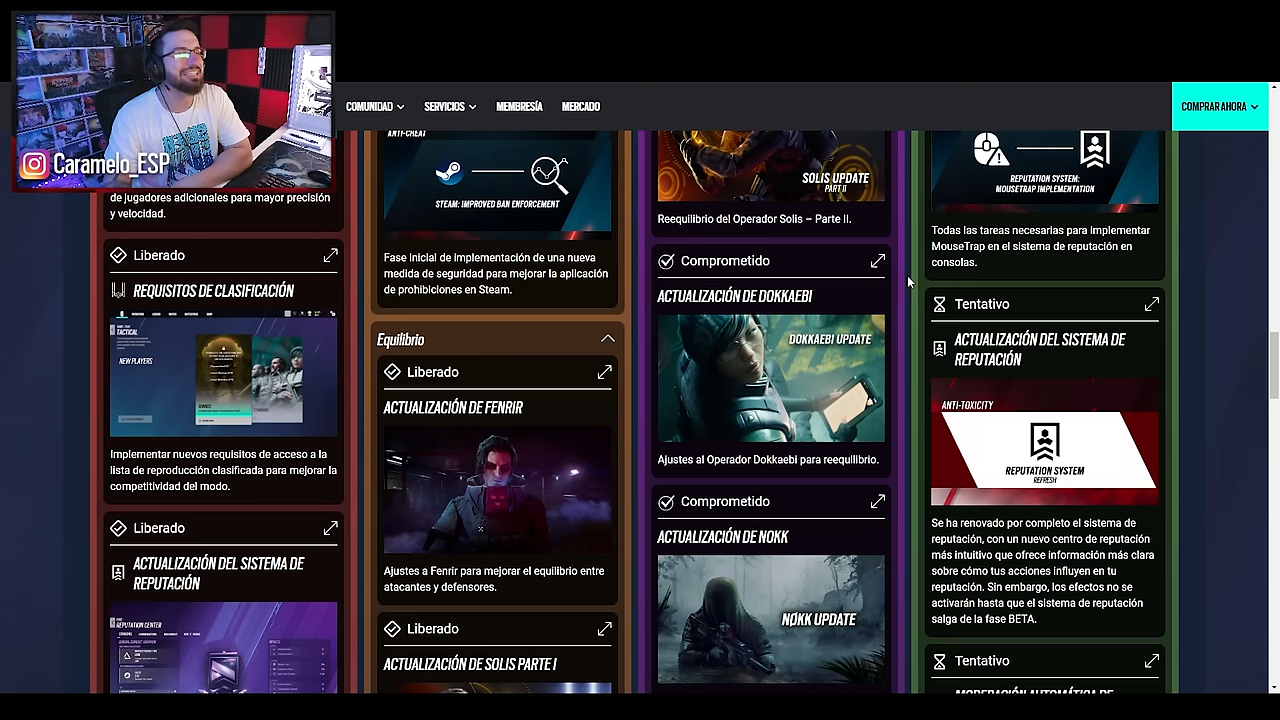 Caramelo_ESP
COMUNIDAD
SERVICIOS
MEMBRESÍA
MERCADO
COMPRAR AHORA
de jugadores adicionales para mayor precisión
y velocidad.
Liberado
REQUISITOS DE CLASIFICACIÓN
TACTICAL
NEW PLAYERS
Implementar nuevos requisitos de acceso a la
lista de reproducción clasificada para mejorar la
competitividad del modo.
Liberado
ACTUALIZACIÓN DEL SISTEMA DE
REPUTACIÓN
REPUTATION CENTER
ANTI-CHEAT
STEAM: IMPROVED BAN ENFORCEMENT
Fase inicial de implementación de una nueva
medida de seguridad para mejorar la aplicación
de prohibiciones en Steam.
Equilibrio
Liberado
ACTUALIZACIÓN DE FENRIR
Ajustes a Fenrir para mejorar el equilibrio entre
atacantes y defensores.
Liberado
ACTUALIZACIÓN DE SOLIS PARTE I
SOLIS UPDATE
PART II
Reequilibrio del Operador Solis – Parte II.
Comprometido
ACTUALIZACIÓN DE DOKKAEBI
DOKKAEBI UPDATE
Ajustes al Operador Dokkaebi para reequilibrio.
Comprometido
ACTUALIZACIÓN DE NOKK
NØKK UPDATE
REPUTATION SYSTEM:
MOUSETRAP IMPLEMENTATION
Todas las tareas necesarias para implementar
MouseTrap en el sistema de reputación en
consolas.
Tentativo
ACTUALIZACIÓN DEL SISTEMA DE
REPUTACIÓN
ANTI-TOXICITY
REPUTATION SYSTEM
REFRESH
Se ha renovado por completo el sistema de
reputación, con un nuevo centro de reputación
más intuitivo que ofrece información más clara
sobre cómo tus acciones influyen en tu
reputación. Sin embargo, los efectos no se
activarán hasta que el sistema de reputación
salga de la fase BETA.
Tentativo
MODERACIÓN AUTOMÁTICA DE